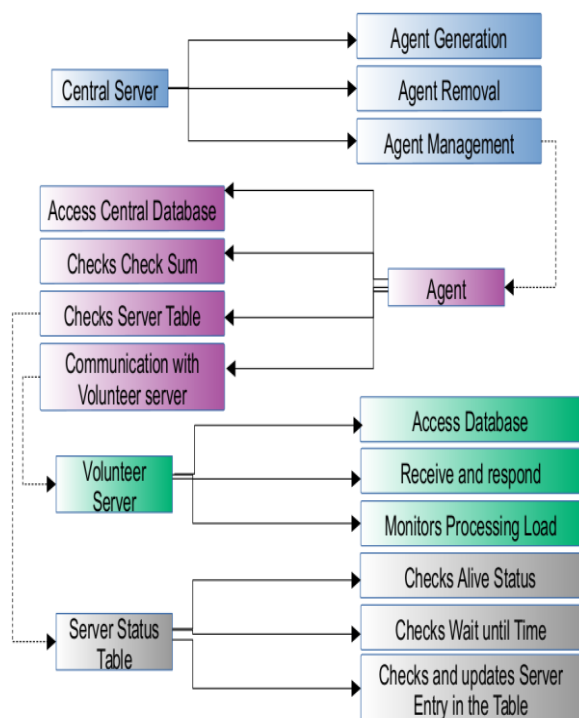 Agent Generation
Central Server
Agent Removal
Agent Management
Access Central Database
Checks Check Sum
Agent
Checks Server Table
Communication with
Volunteer server
Access Database
Volunteer
Server
Receive and respond
Monitors Processing Load
Checks Alive Status
Server Status
Table
Checks Wait until Time
Checks and updates Server
Entry in the Table